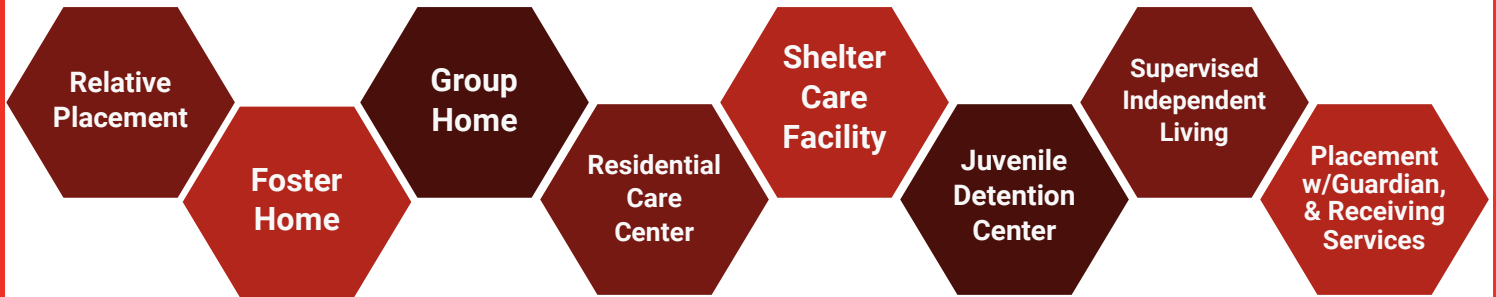 Relative
Placement
Foster
Home
Group
Home
Residential
Care
Center
Shelter
Care
Facility
Juvenile
Detention
Center
Supervised
Independent
Living
Placement
w/Guardian,
& Receiving
Services